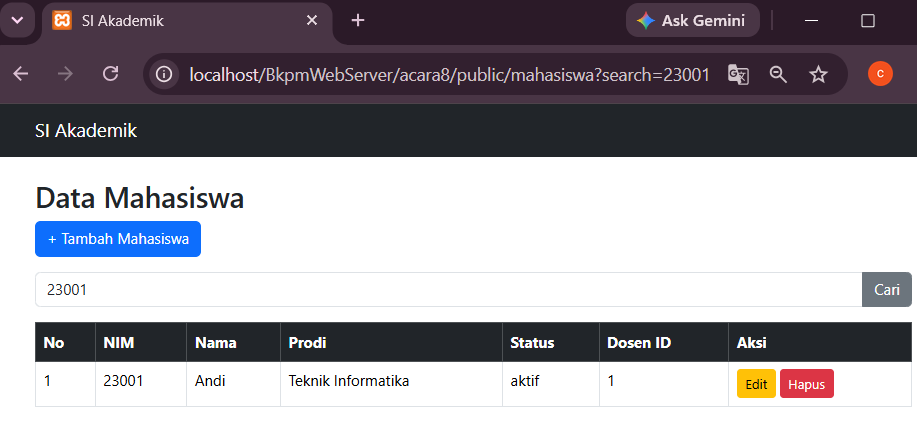 SI Akademik
Ask Gemini
localhost/BkpmWebServer/acara8/public/mahasiswa?search=23001
C
SI Akademik
Data Mahasiswa
+ Tambah Mahasiswa
23001 Cari
No NIM Nama Prodi Status Dosen ID Aksi
1 23001 Andi Teknik Informatika aktif 1 Edit Hapus